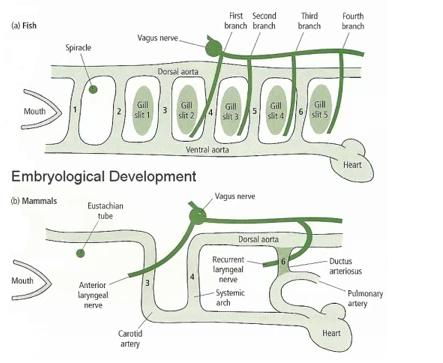 (a) Fish
Spiracle
Vagus nerve
First branch
Second branch
Third branch
Fourth branch
Dorsal aorta
Mouth
1
2
Gill slit 1
3
Gill slit 2
4
Gill slit 3
5
Gill slit 4
6
Gill slit 5
Ventral aorta
Heart
Embryological Development
(b) Mammals
Eustachian tube
Vagus nerve
Dorsal aorta
Mouth
Anterior laryngeal nerve
3
4
Recurrent laryngeal nerve
6
Ductus arteriosus
Systemic arch
Pulmonary artery
Carotid artery
Heart